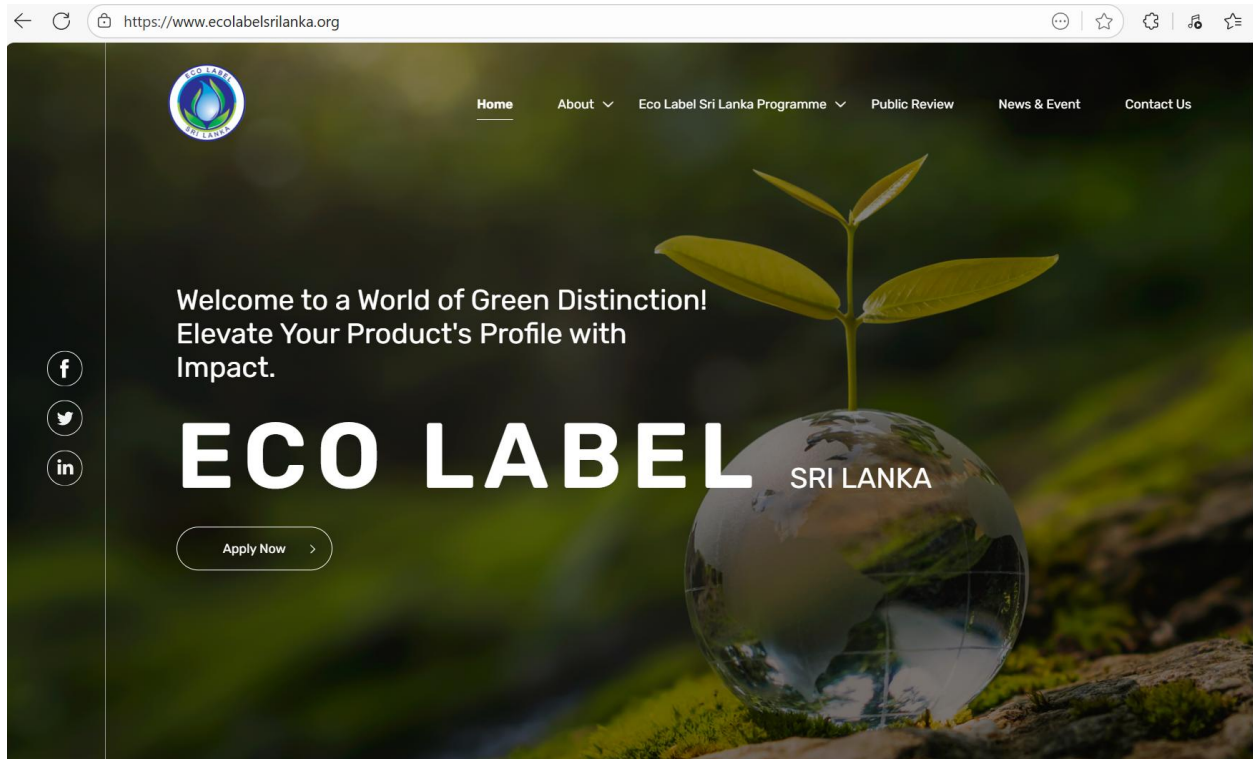 https://www.ecolabelsrilanka.org
ECO LABEL
SRI LANKA
Home About Eco Label Sri Lanka Programme Public Review News & Event Contact Us
Welcome to a World of Green Distinction!
Elevate Your Product's Profile with
Impact.
f
in
ECO LABEL SRI LANKA
Apply Now